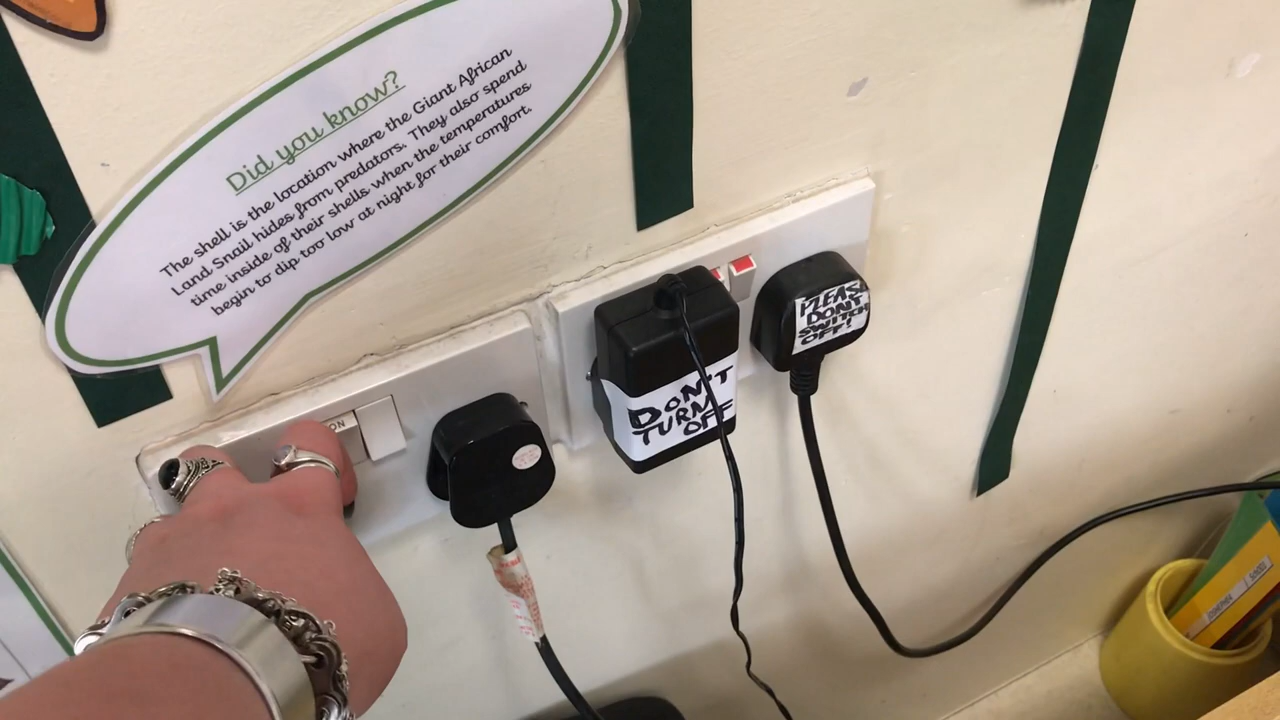 Did you know?
The shell is the location where the Giant African
Land Snail hides from predators. They also spend
time inside of their shells when the temperatures
begin to dip too low at night for their comfort.
ON
DON'T
TURN
OFF
PLEASE
DON'T
SWITCH
OFF!